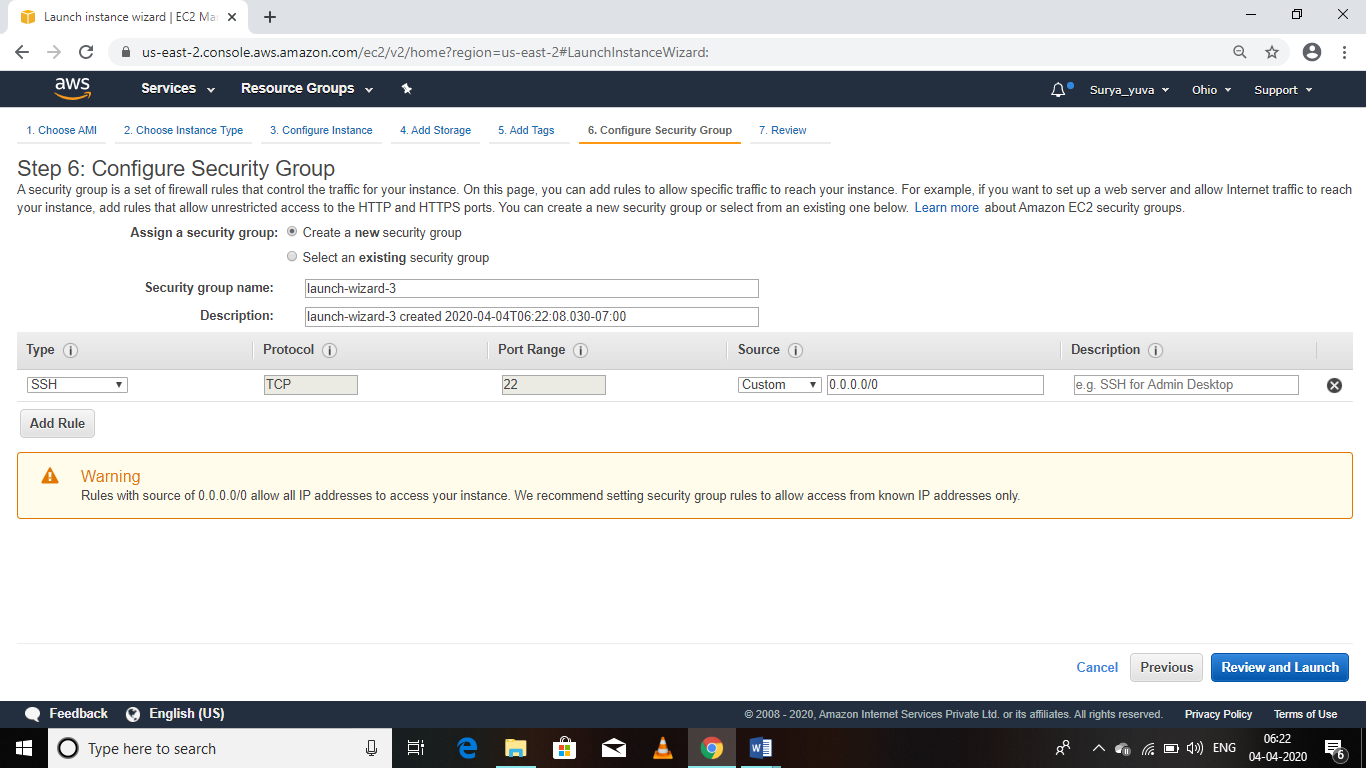 Launch instance wizard | EC2 Ma
us-east-2.console.aws.amazon.com/ec2/v2/home?region=us-east-2#LaunchInstanceWizard:
aws Services Resource Groups Surya_yuva Ohio Support
1. Choose AMI 2. Choose Instance Type 3. Configure Instance 4. Add Storage 5. Add Tags 6. Configure Security Group 7. Review
Step 6: Configure Security Group
A security group is a set of firewall rules that control the traffic for your instance. On this page, you can add rules to allow specific traffic to reach your instance. For example, if you want to set up a web server and allow Internet traffic to reach
your instance, add rules that allow unrestricted access to the HTTP and HTTPS ports. You can create a new security group or select from an existing one below. Learn more about Amazon EC2 security groups.
Assign a security group: Create a new security group
Select an existing security group
Security group name: launch-wizard-3
Description: launch-wizard-3 created 2020-04-04T06:22:08.030-07:00
Type i Protocol i Port Range i Source i Description i
SSH TCP 22 Custom 0.0.0.0/0 e.g. SSH for Admin Desktop
Add Rule
Warning
Rules with source of 0.0.0.0/0 allow all IP addresses to access your instance. We recommend setting security group rules to allow access from known IP addresses only.
Cancel Previous Review and Launch
Feedback English (US) © 2008 - 2020, Amazon Internet Services Private Ltd. or its affiliates. All rights reserved. Privacy Policy Terms of Use
Type here to search ENG 06:22
04-04-2020 6